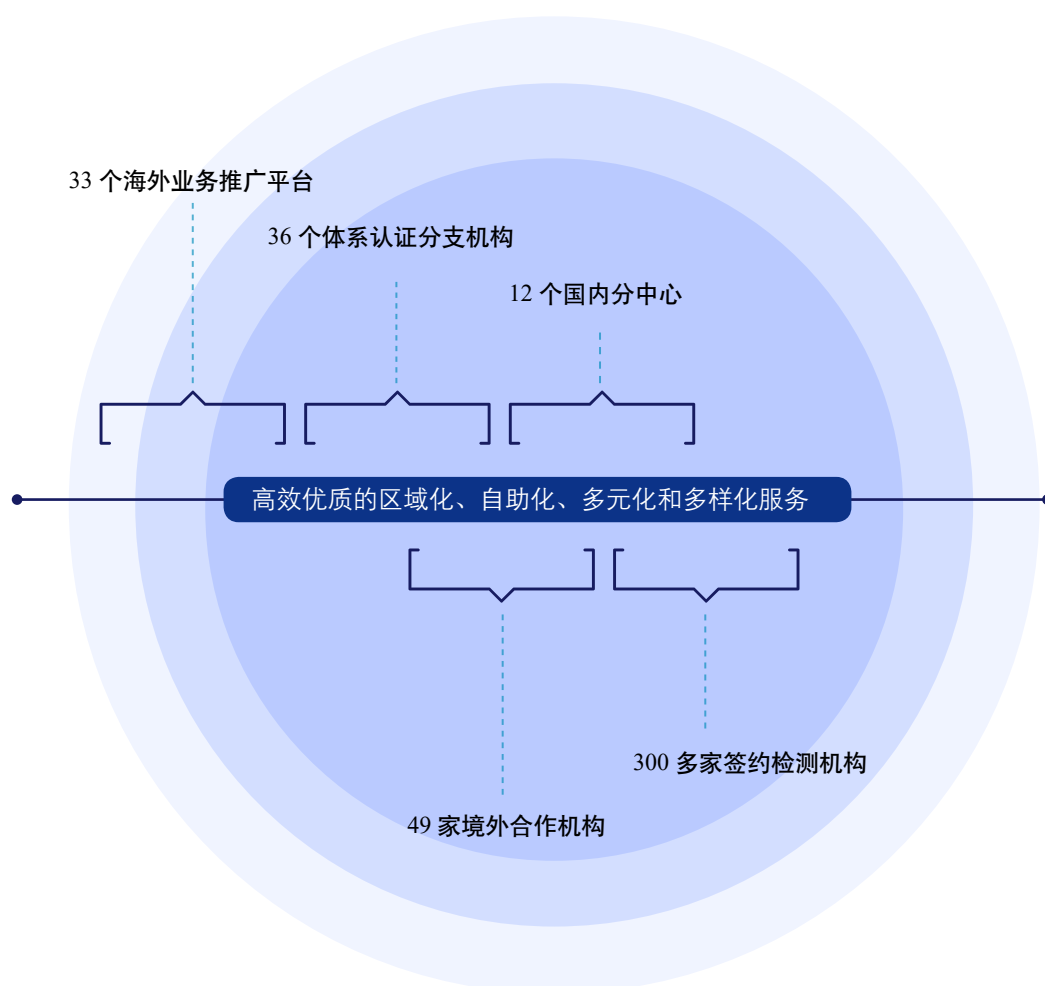 33 个海外业务推广平台
36 个体系认证分支机构
12 个国内分中心
高效优质的区域化、自助化、多元化和多样化服务
300 多家签约检测机构
49 家境外合作机构